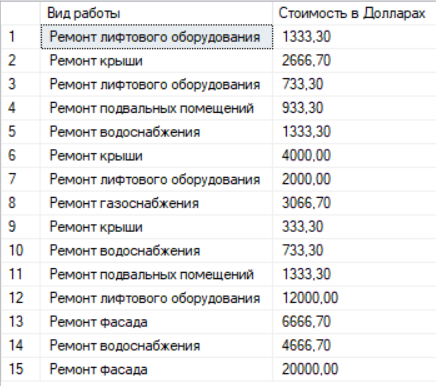 Вид работы Стоимость в Долларах
1 Ремонт лифтового оборудования 1333,30
2 Ремонт крыши 2666,70
3 Ремонт лифтового оборудования 733,30
4 Ремонт подвальных помещений 933,30
5 Ремонт водоснабжения 1333,30
6 Ремонт крыши 4000,00
7 Ремонт лифтового оборудования 2000,00
8 Ремонт газоснабжения 3066,70
9 Ремонт крыши 333,30
10 Ремонт водоснабжения 733,30
11 Ремонт подвальных помещений 1333,30
12 Ремонт лифтового оборудования 12000,00
13 Ремонт фасада 6666,70
14 Ремонт водоснабжения 4666,70
15 Ремонт фасада 20000,00